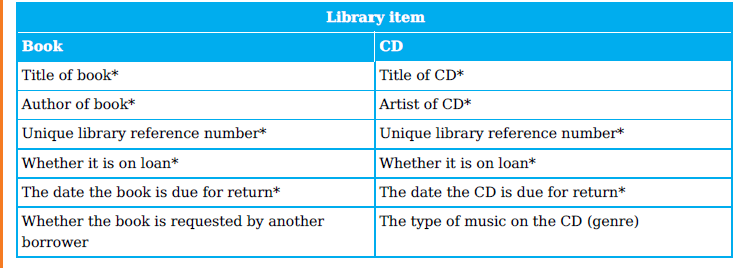 Library item
Book CD
Title of book* Title of CD*
Author of book* Artist of CD*
Unique library reference number* Unique library reference number*
Whether it is on loan* Whether it is on loan*
The date the book is due for return* The date the CD is due for return*
Whether the book is requested by another The type of music on the CD (genre)
borrower